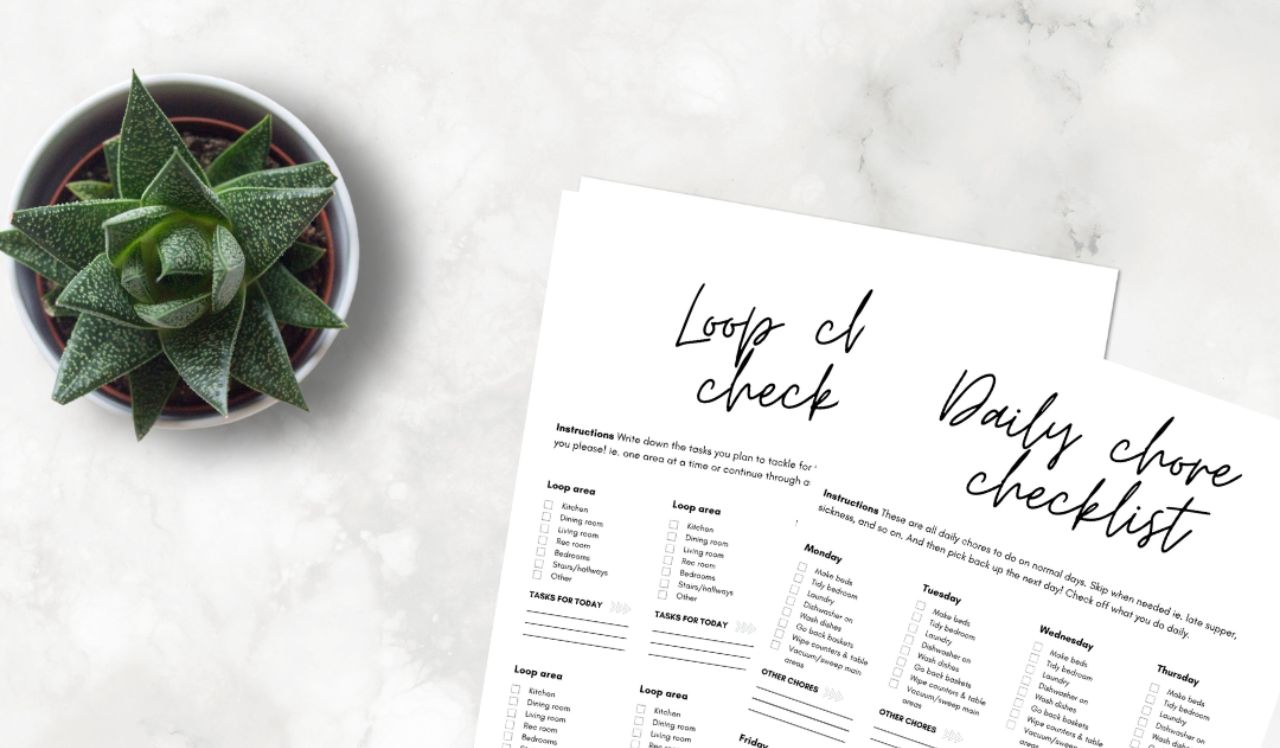 Loop
check
Instructions Write down the tasks you plan to tackle for
you please! ie. one area at a time or continue through
Loop area
Kitchen
Dining room
Living room
Rec room
Bedrooms
Stairs/hallways
Other
TASKS FOR TODAY
Loop area
Kitchen
Dining room
Living room
Rec room
Bedrooms
Stairs/hallways
Other
TASKS FOR TODAY
Loop area
Kitchen
Dining room
Living room
Rec room
Bedrooms
Loop area
Kitchen
Dining room
Living room
Daily chore
checklist
Instructions These are all daily chores to do on normal days. Skip when needed ie. late supper,
sickness, and so on. And then pick back up the next day! Check off what you do daily.
Monday
Make beds
Tidy bedroom
Laundry
Dishwasher on
Wash dishes
Go back baskets
Wipe counters & table
Vacuum/sweep main
areas
OTHER CHORES
Tuesday
Make beds
Tidy bedroom
Laundry
Dishwasher on
Wash dishes
Go back baskets
Wipe counters & table
Vacuum/sweep main
areas
OTHER CHORES
Wednesday
Make beds
Tidy bedroom
Laundry
Dishwasher on
Wash dishes
Go back baskets
Wipe counters & table
Vacuum/sweep main
areas
Thursday
Make beds
Tidy bedroom
Laundry
Dishwasher on
Friday